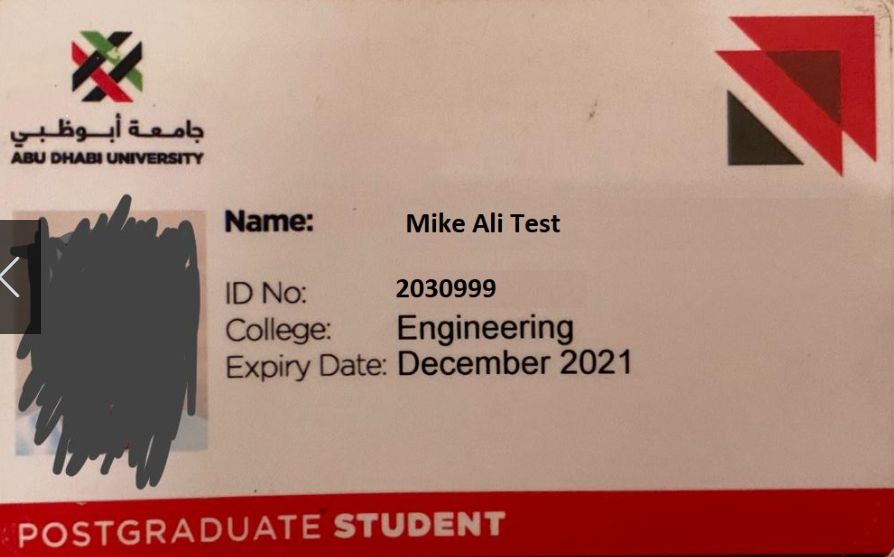 جامعة أبوظبي
ABU DHABI UNIVERSITY
Name: Mike Ali Test
ID No: 2030999
College: Engineering
Expiry Date: December 2021
POSTGRADUATE STUDENT